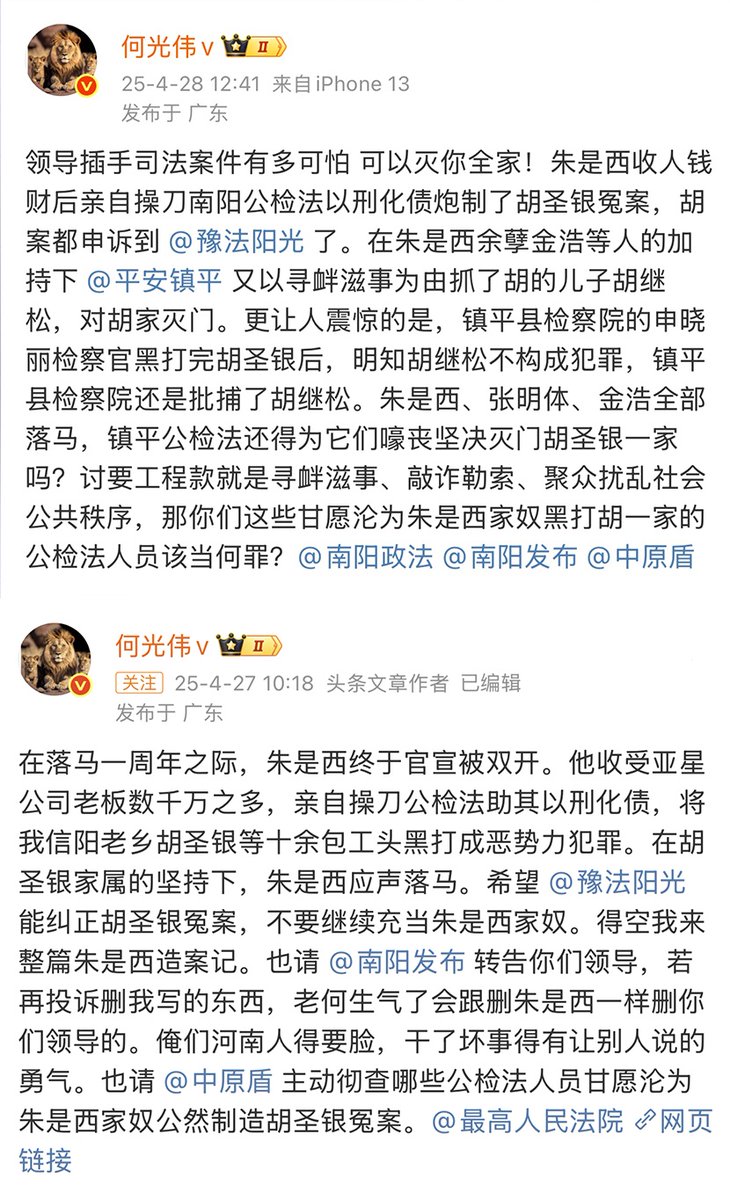 何光伟v II
25-4-28 12:41 来自iPhone 13
发布于 广东
领导插手司法案件有多可怕 可以灭你全家！朱是西收人钱
财后亲自操刀南阳公检法以刑化债炮制了胡圣银冤案，胡
案都申诉到 @豫法阳光 了。在朱是西余孽金浩等人的加
持下 @平安镇平 又以寻衅滋事为由抓了胡的儿子胡继
松，对胡家灭门。更让人震惊的是，镇平县检察院的申晓
丽检察官黑打完胡圣银后，明知胡继松不构成犯罪，镇平
县检察院还是批捕了胡继松。朱是西、张明体、金浩全部
落马，镇平公检法还得为它们嚎丧坚决灭门胡圣银一家
吗？讨要工程款就是寻衅滋事、敲诈勒索、聚众扰乱社会
公共秩序，那你们这些甘愿沦为朱是西家奴黑打胡一家的
公检法人员该当何罪？@南阳政法 @南阳发布 @中原盾
何光伟v II
关注 25-4-27 10:18 头条文章作者 已编辑
发布于 广东
在落马一周年之际，朱是西终于官宣被双开。他收受亚星
公司老板数千万之多，亲自操刀公检法助其以刑化债，将
我信阳老乡胡圣银等十余包工头黑打成恶势力犯罪。在胡
圣银家属的坚持下，朱是西应声落马。希望 @豫法阳光
能纠正胡圣银冤案，不要继续充当朱是西家奴。得空我来
整篇朱是西造案记。也请 @南阳发布 转告你们领导，若
再投诉删我写的东西，老何生气了会跟删朱是西一样删你
们领导的。俺们河南人得要脸，干了坏事得有让别人说的
勇气。也请 @中原盾 主动彻查哪些公检法人员甘愿沦为
朱是西家奴公然制造胡圣银冤案。@最高人民法院 网页
链接